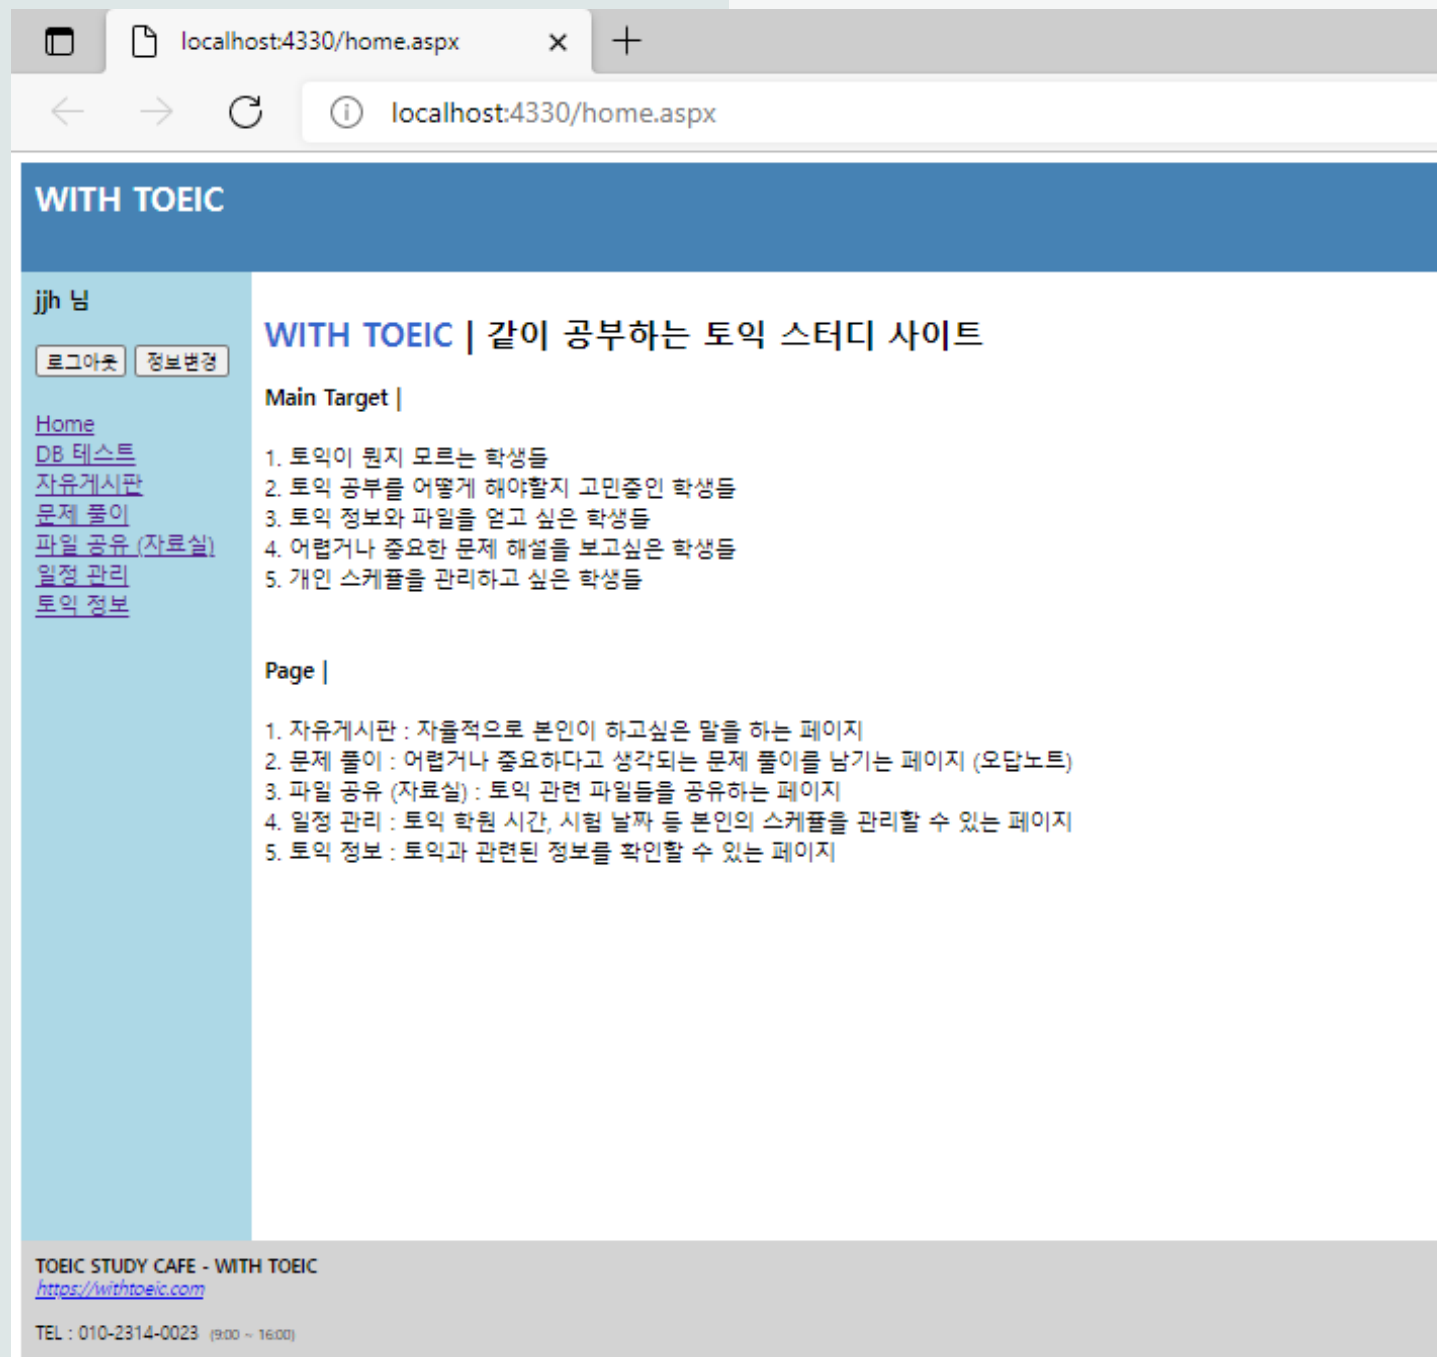 localhost:4330/home.aspx
localhost:4330/home.aspx
WITH TOEIC
jjh 님
로그아웃 정보변경
Home
DB 테스트
자유게시판
문제 풀이
파일 공유 (자료실)
일정 관리
토익 정보
WITH TOEIC | 같이 공부하는 토익 스터디 사이트
Main Target |
1. 토익이 뭔지 모르는 학생들
2. 토익 공부를 어떻게 해야할지 고민중인 학생들
3. 토익 정보와 파일을 얻고 싶은 학생들
4. 어렵거나 중요한 문제 해설을 보고싶은 학생들
5. 개인 스케쥴을 관리하고 싶은 학생들
Page |
1. 자유게시판 : 자율적으로 본인이 하고싶은 말을 하는 페이지
2. 문제 풀이 : 어렵거나 중요하다고 생각되는 문제 풀이를 남기는 페이지 (오답노트)
3. 파일 공유 (자료실) : 토익 관련 파일들을 공유하는 페이지
4. 일정 관리 : 토익 학원 시간, 시험 날짜 등 본인의 스케쥴을 관리할 수 있는 페이지
5. 토익 정보 : 토익과 관련된 정보를 확인할 수 있는 페이지
TOEIC STUDY CAFE - WITH TOEIC
https://withtoeic.com
TEL : 010-2314-0023 (9:00 ~ 16:00)